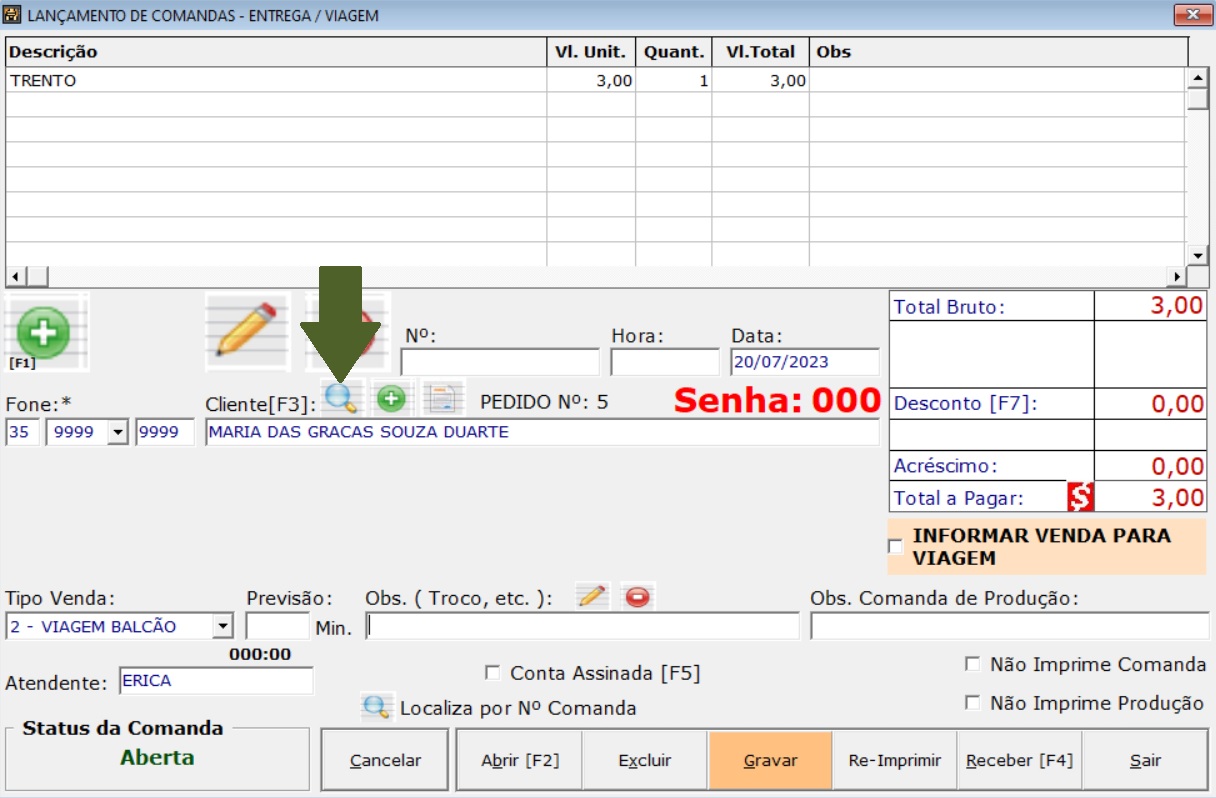 LANÇAMENTO DE COMANDAS - ENTREGA / VIAGEM
Descrição Vl. Unit. Quant. Vl.Total Obs
TRENTO 3,00 1 3,00
[F1]
Nº: Hora: Data:
20/07/2023
Total Bruto: 3,00
Fone:* Cliente[F3]: PEDIDO Nº: 5 Senha: 000
Desconto [F7]: 0,00
35 9999 9999 MARIA DAS GRACAS SOUZA DUARTE
Acréscimo: 0,00
Total a Pagar: $ 3,00
INFORMAR VENDA PARA
VIAGEM
Tipo Venda: Previsão: Obs. ( Troco, etc. ): Obs. Comanda de Produção:
2 - VIAGEM BALCÃO Min.
000:00
Atendente: ERICA
Conta Assinada [F5]
Não Imprime Comanda
Localiza por Nº Comanda
Não Imprime Produção
Status da Comanda
Aberta
Cancelar Abrir [F2] Excluir Gravar Re-Imprimir Receber [F4] Sair